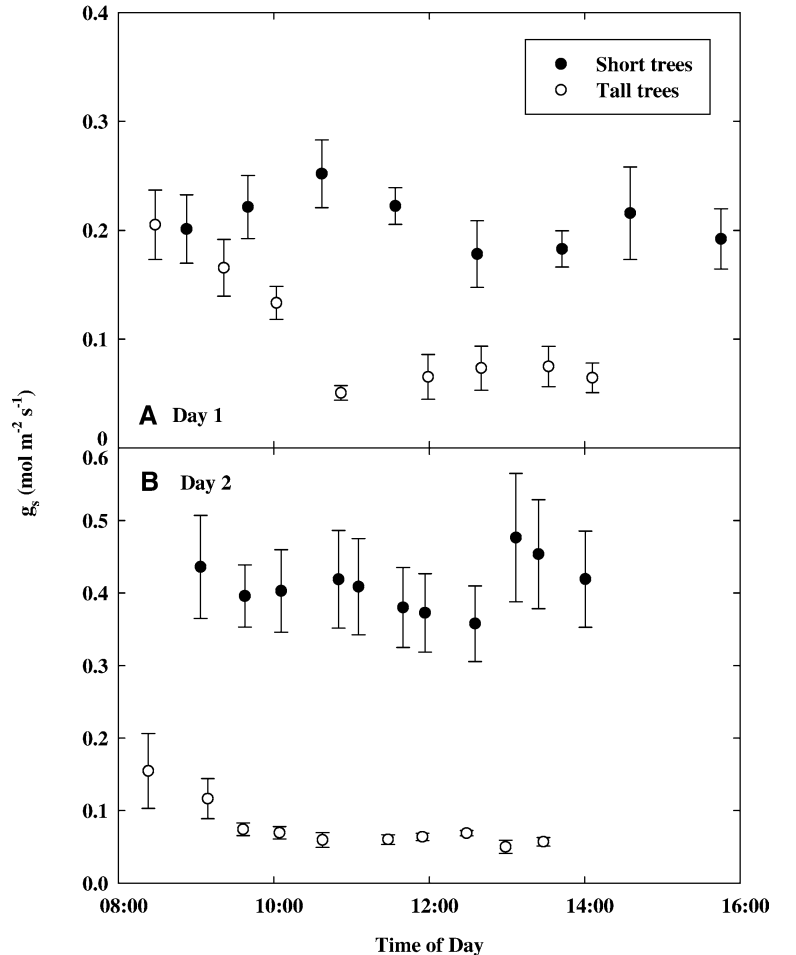 0.4
Short trees
Tall trees
0.3
0.2
0.1
A Day 1
0
0.6
B Day 2
0.5
0.4
0.3
0.2
0.1
0.0
08:00 10:00 12:00 14:00 16:00
Time of Day
gₛ (mol m⁻² s⁻¹)